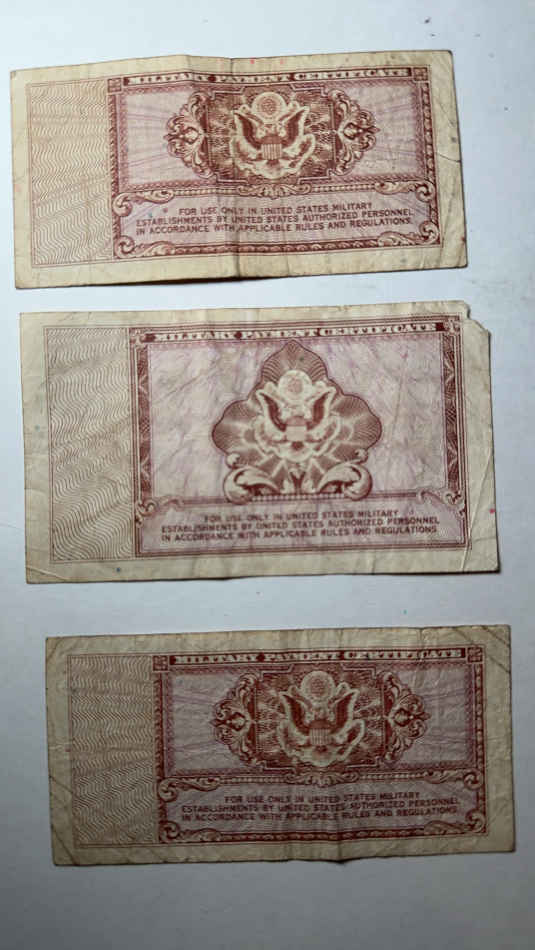 MILITARY PAYMENT CERTIFICATE
FOR USE ONLY IN UNITED STATES MILITARY
ESTABLISHMENTS BY UNITED STATES AUTHORIZED PERSONNEL
IN ACCORDANCE WITH APPLICABLE RULES AND REGULATIONS.
MILITARY PAYMENT CERTIFICATE
FOR USE ONLY IN UNITED STATES MILITARY
ESTABLISHMENTS BY UNITED STATES AUTHORIZED PERSONNEL
IN ACCORDANCE WITH APPLICABLE RULES AND REGULATIONS.
MILITARY PAYMENT CERTIFICATE
FOR USE ONLY IN UNITED STATES MILITARY
ESTABLISHMENTS BY UNITED STATES AUTHORIZED PERSONNEL
IN ACCORDANCE WITH APPLICABLE RULES AND REGULATIONS.